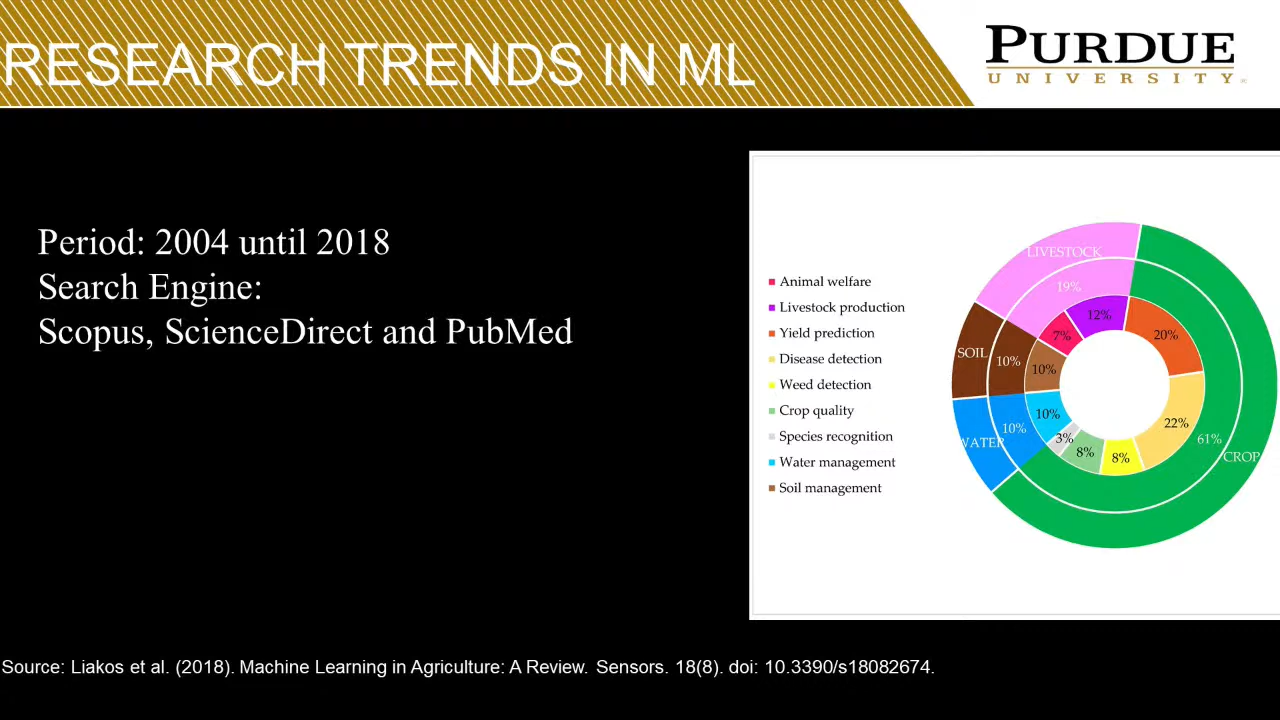 RESEARCH TRENDS IN ML
PURDUE
UNIVERSITY
Period: 2004 until 2018
Search Engine:
Scopus, ScienceDirect and PubMed
Animal welfare
Livestock production
Yield prediction
Disease detection
Weed detection
Crop quality
Species recognition
Water management
Soil management
LIVESTOCK
19%
12%
7%
20%
SOIL
10%
10%
10%
22%
10%
3%
8%
8%
61%
WATER
CROP
Source: Liakos et al. (2018). Machine Learning in Agriculture: A Review. Sensors. 18(8). doi: 10.3390/s18082674.